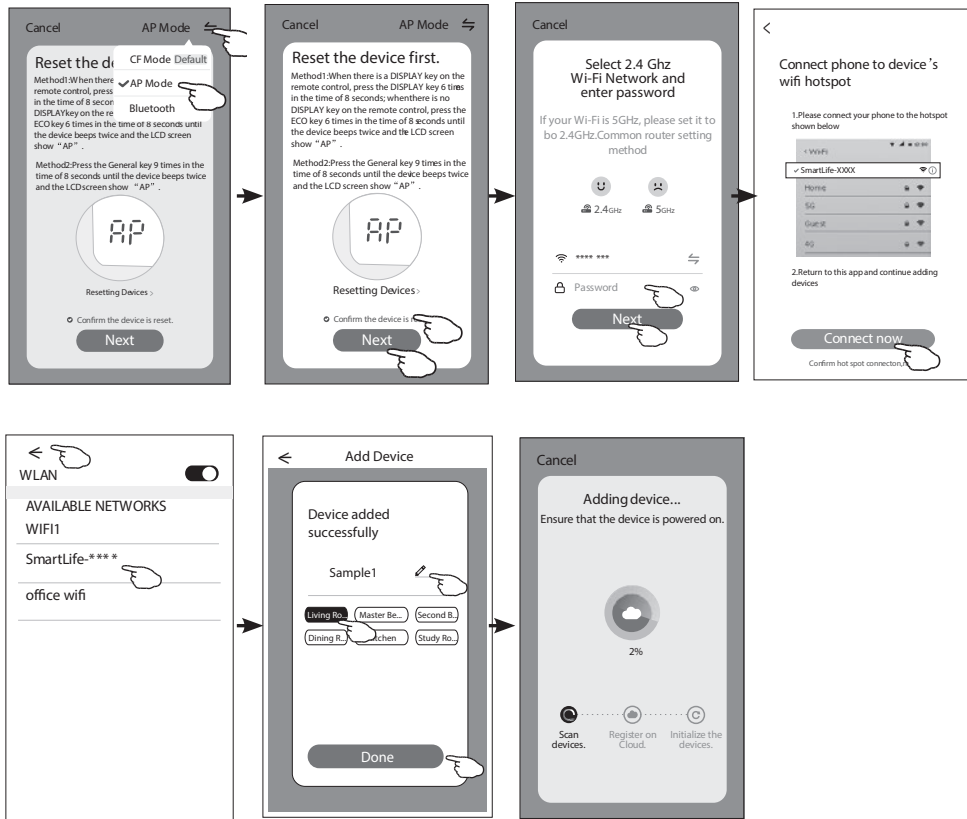 Cancel AP Mode
Reset the de
CF Mode Default
AP Mode
Bluetooth
Method1:When there
remote control, press
in the time of 8 secon
DISPLAYkey on the re
ECO key 6 times in the time of 8 seconds until
the device beeps twice and the LCD screen
show “AP”.
Method2:Press the General key 9 times in the
time of 8 seconds until the device beeps twice
and the LCD screen show “AP”.
AP
Resetting Devices >
Confirm the device is reset.
Next
Cancel AP Mode
Reset the device first.
Method1:When there is a DISPLAY key on the
remote control, press the DISPLAY key 6 times
in the time of 8 seconds; whenthere is no
DISPLAY key on the remote control, press the
ECO key 6 times in the time of 8 seconds until
the device beeps twice and the LCD screen
show “AP”.
Method2:Press the General key 9 times in the
time of 8 seconds until the device beeps twice
and the LCD screen show “AP”.
AP
Resetting Devices >
Confirm the device is r
Next
Cancel
Select 2.4 Ghz
Wi-Fi Network and
enter password
If your Wi-Fi is 5GHz, please set it to
bo 2.4GHz.Common router setting
method
2.4GHz 5GHz
**** ***
Password
Next
<
Connect phone to device’s
wifi hotspot
1.Please connect your phone to the hotspot
shown below
< Wi-Fi
SmartLife-XXXX
Home
5G
Guest
4G
2.Return to this app and continue adding
devices
Connect now
Confirm hot spot connecton,
WLAN
AVAILABLE NETWORKS
WIFI1
SmartLife-****
office wifi
Add Device
Device added
successfully
Sample1
Living Ro... Master Be... Second B...
Dining R... tchen Study Ro...
Done
Cancel
Adding device...
Ensure that the device is powered on.
2%
Scan Register on Initialize the
devices. Cloud. devices.